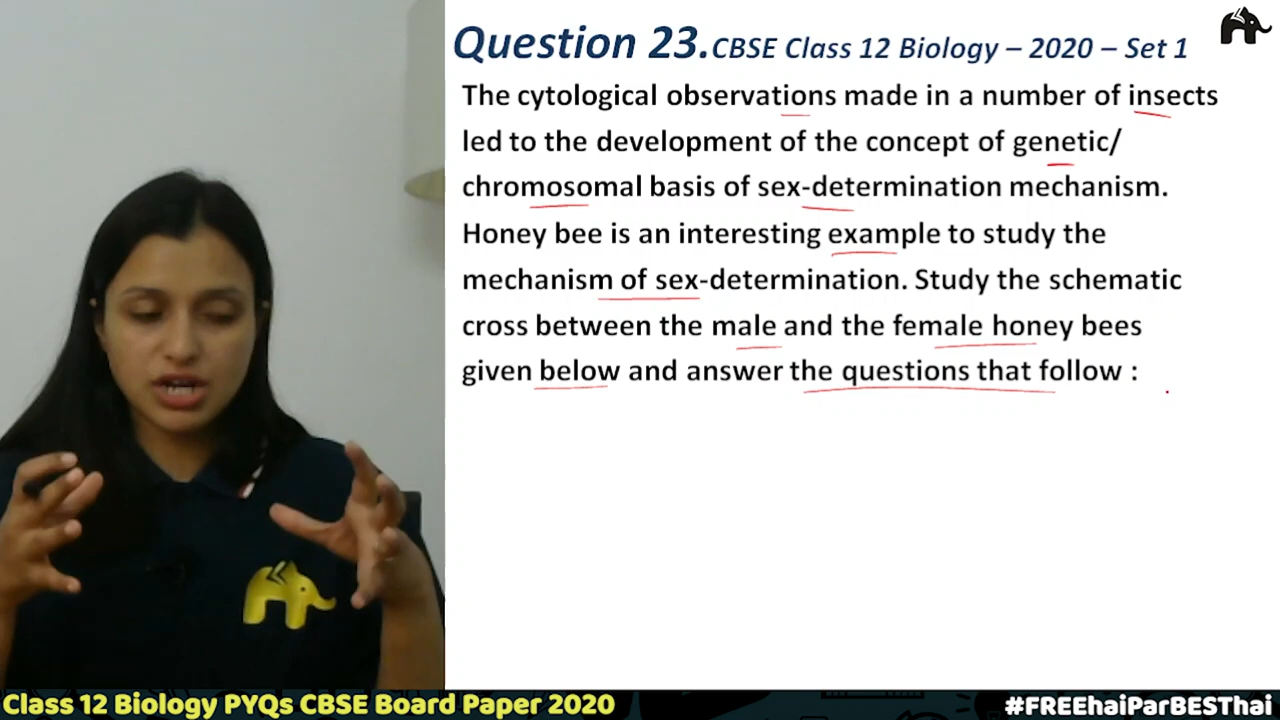 Question 23.CBSE Class 12 Biology – 2020 – Set 1
The cytological observations made in a number of insects
led to the development of the concept of genetic/
chromosomal basis of sex-determination mechanism.
Honey bee is an interesting example to study the
mechanism of sex-determination. Study the schematic
cross between the male and the female honey bees
given below and answer the questions that follow :
Class 12 Biology PYQs CBSE Board Paper 2020
#FREEhaiParBESThai